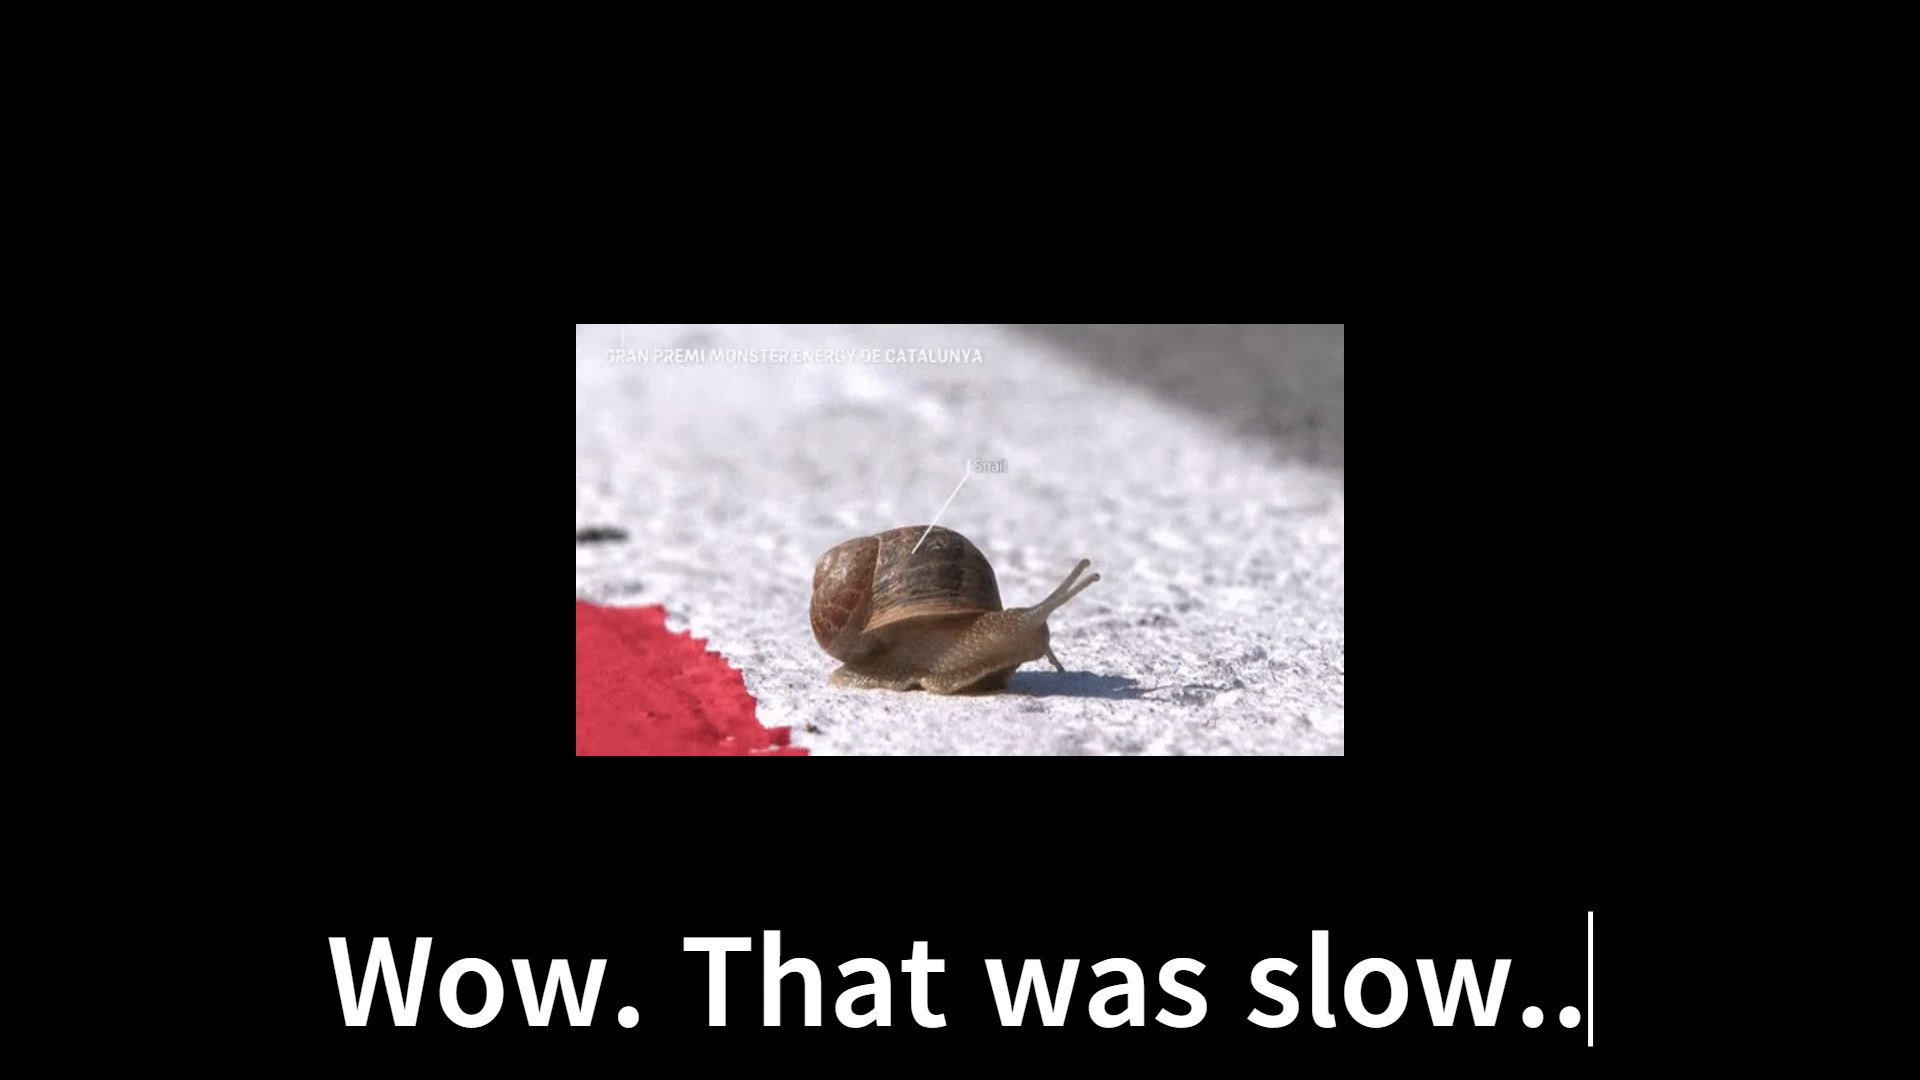 GRAN PREMI MONSTER ENERGY DE CATALUNYA
Snail
Wow. That was slow..